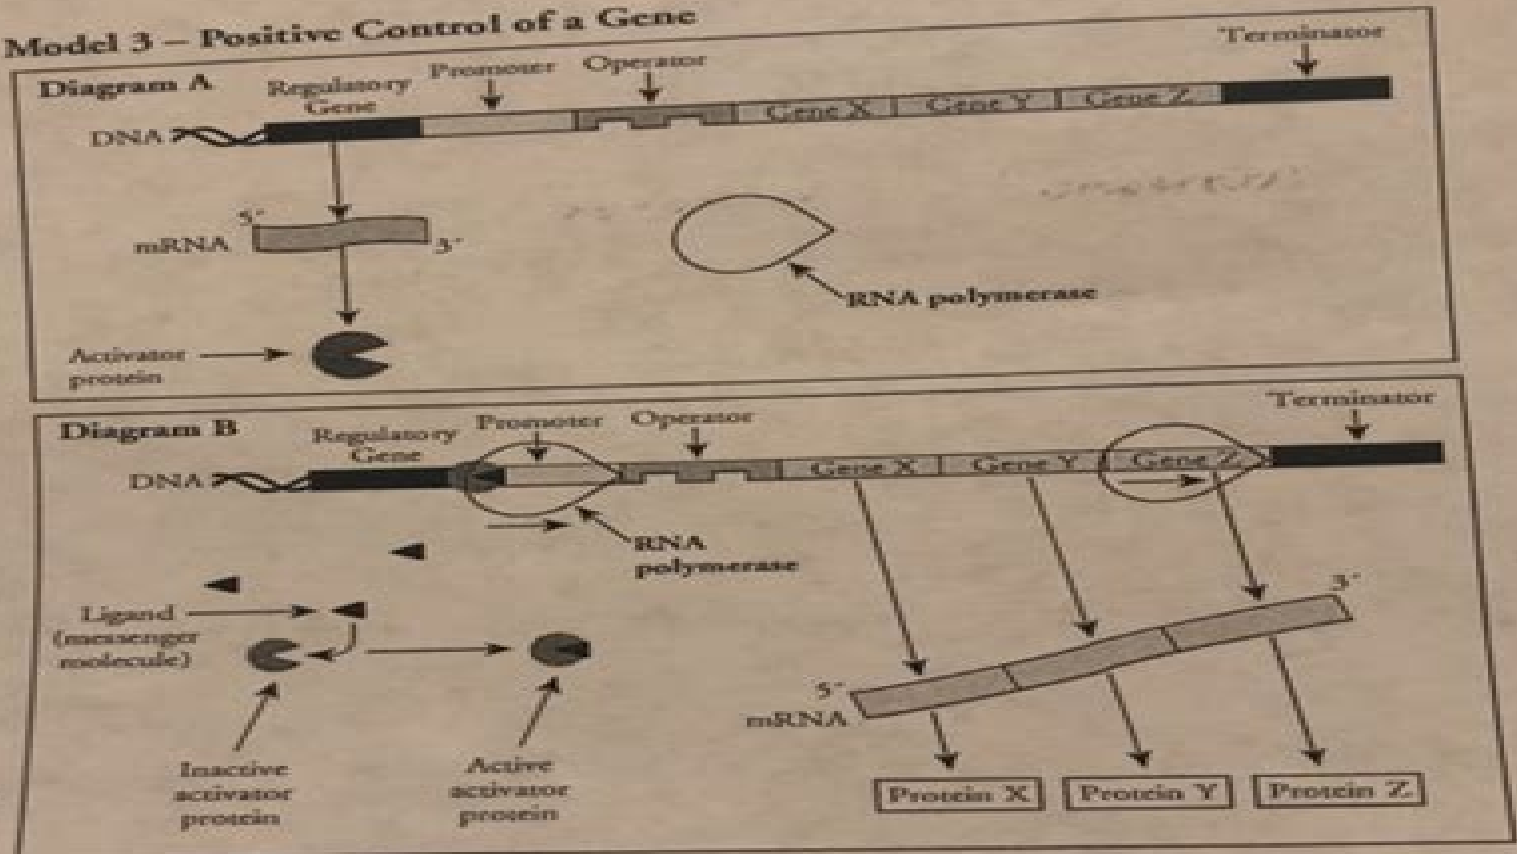 Model 3 – Positive Control of a Gene
Diagram A
Regulatory
Gene
Promoter
Operator
Terminator
DNA
Gene X
Gene Y
Gene Z
5'
mRNA
3'
RNA polymerase
Activator
protein
Diagram B
Regulatory
Gene
Promoter
Operator
Terminator
DNA
Gene X
Gene Y
Gene Z
RNA
polymerase
Ligand
(messenger
molecule)
3'
5'
mRNA
Inactive
activator
protein
Active
activator
protein
Protein X
Protein Y
Protein Z